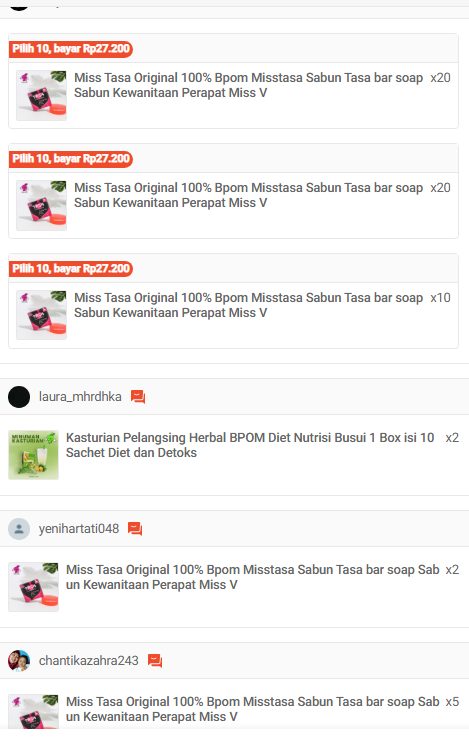 Pilih 10, bayar Rp27.200
Miss Tasa Original 100% Bpom Misstasa Sabun Tasa bar soap x20
Sabun Kewanitaan Perapat Miss V
Pilih 10, bayar Rp27.200
Miss Tasa Original 100% Bpom Misstasa Sabun Tasa bar soap x20
Sabun Kewanitaan Perapat Miss V
Pilih 10, bayar Rp27.200
Miss Tasa Original 100% Bpom Misstasa Sabun Tasa bar soap x10
Sabun Kewanitaan Perapat Miss V
laura_mhrdhka
MINUMAN
KASTURIAN
Kasturian Pelangsing Herbal BPOM Diet Nutrisi Busui 1 Box isi 10 x2
Sachet Diet dan Detoks
yenihartati048
Miss Tasa Original 100% Bpom Misstasa Sabun Tasa bar soap Sab x2
un Kewanitaan Perapat Miss V
chantikazahra243
Miss Tasa Original 100% Bpom Misstasa Sabun Tasa bar soap Sab x5
un Kewanitaan Perapat Miss V